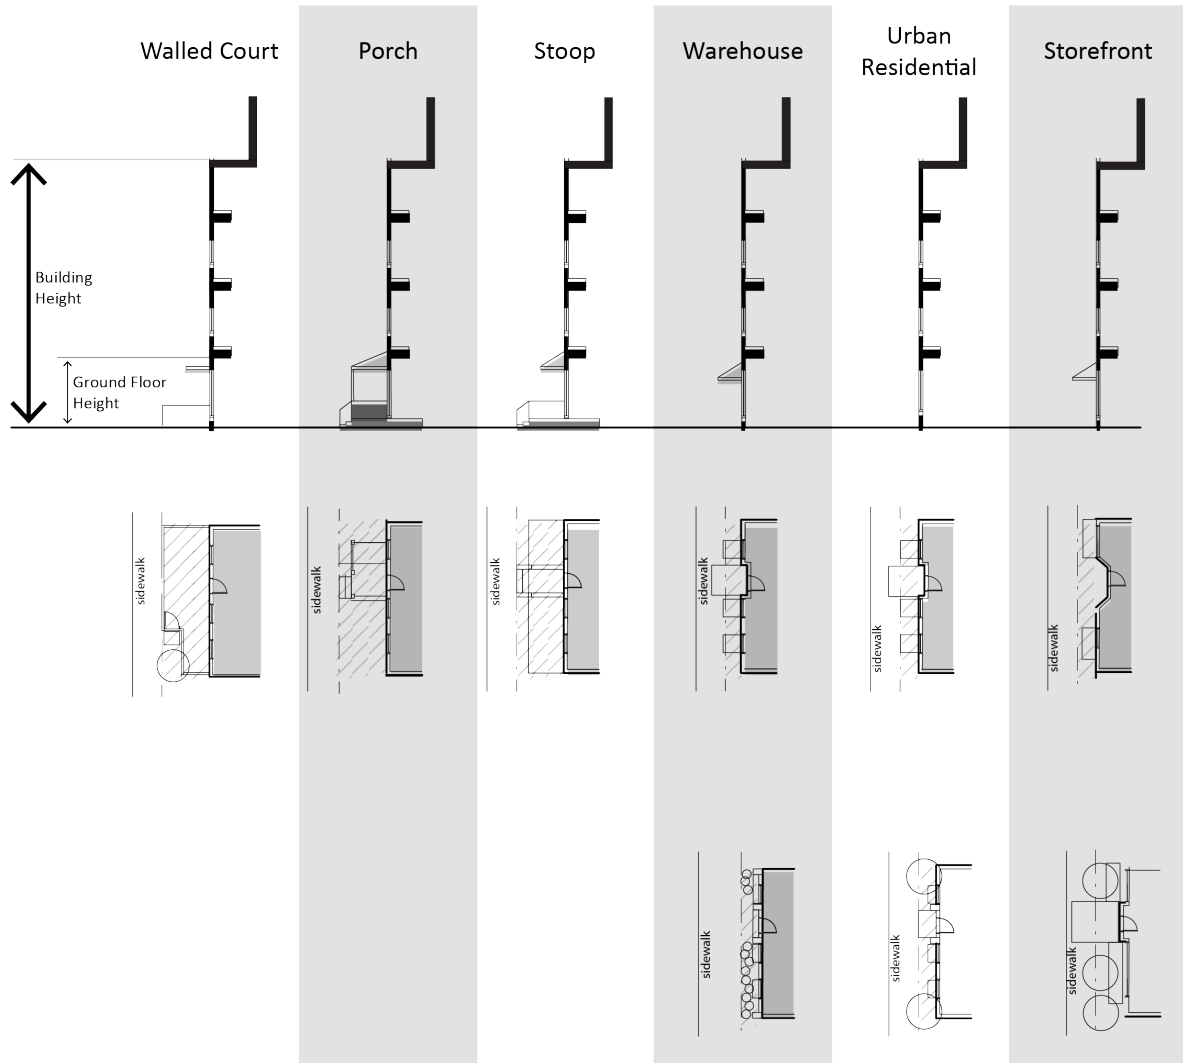 Walled Court
Porch
Stoop
Warehouse
Urban
Residential
Storefront
Building
Height
Ground Floor
Height
sidewalk
sidewalk
sidewalk
sidewalk
sidewalk
sidewalk
sidewalk
sidewalk
sidewalk